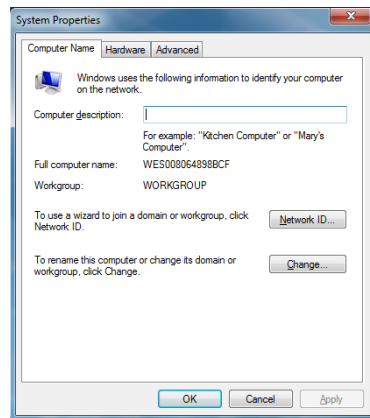 System Properties
Computer Name Hardware Advanced
Windows uses the following information to identify your computer
on the network.
Computer description:
For example: "Kitchen Computer" or "Mary's
Computer".
Full computer name: WES008064898BCF
Workgroup: WORKGROUP
To use a wizard to join a domain or workgroup, click
Network ID.
Network ID...
To rename this computer or change its domain or
workgroup, click Change.
Change...
OK Cancel Apply